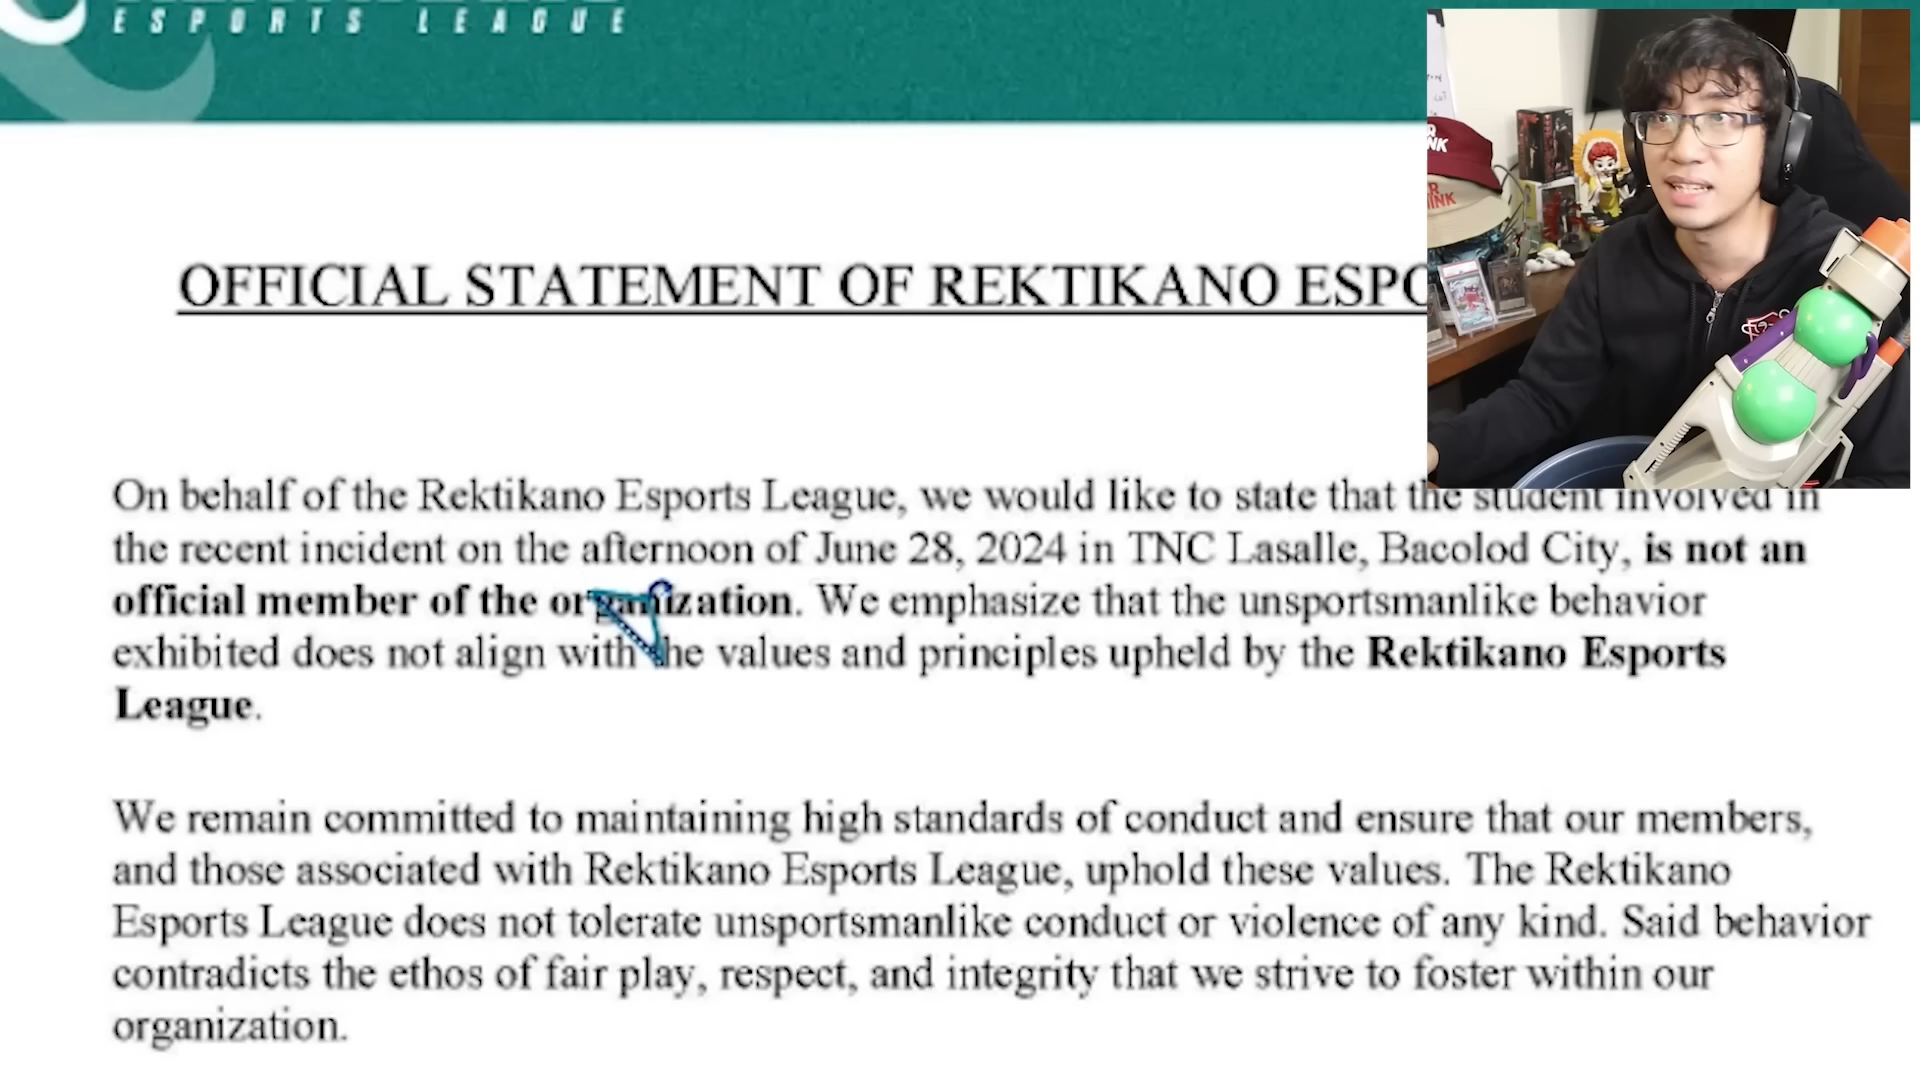 ESPORTS LEAGUE
OFFICIAL STATEMENT OF REKTIKANO
On behalf of the Rektikano Esports League, we would like to state that the student involved in
the recent incident on the afternoon of June 28, 2024 in TNC Lasalle, Bacolod City, is not an
official member of the organization. We emphasize that the unsportsmanlike behavior
exhibited does not align with the values and principles upheld by the Rektikano Esports
League.
We remain committed to maintaining high standards of conduct and ensure that our members,
and those associated with Rektikano Esports League, uphold these values. The Rektikano
Esports League does not tolerate unsportsmanlike conduct or violence of any kind. Said behavior
contradicts the ethos of fair play, respect, and integrity that we strive to foster within our
organization.